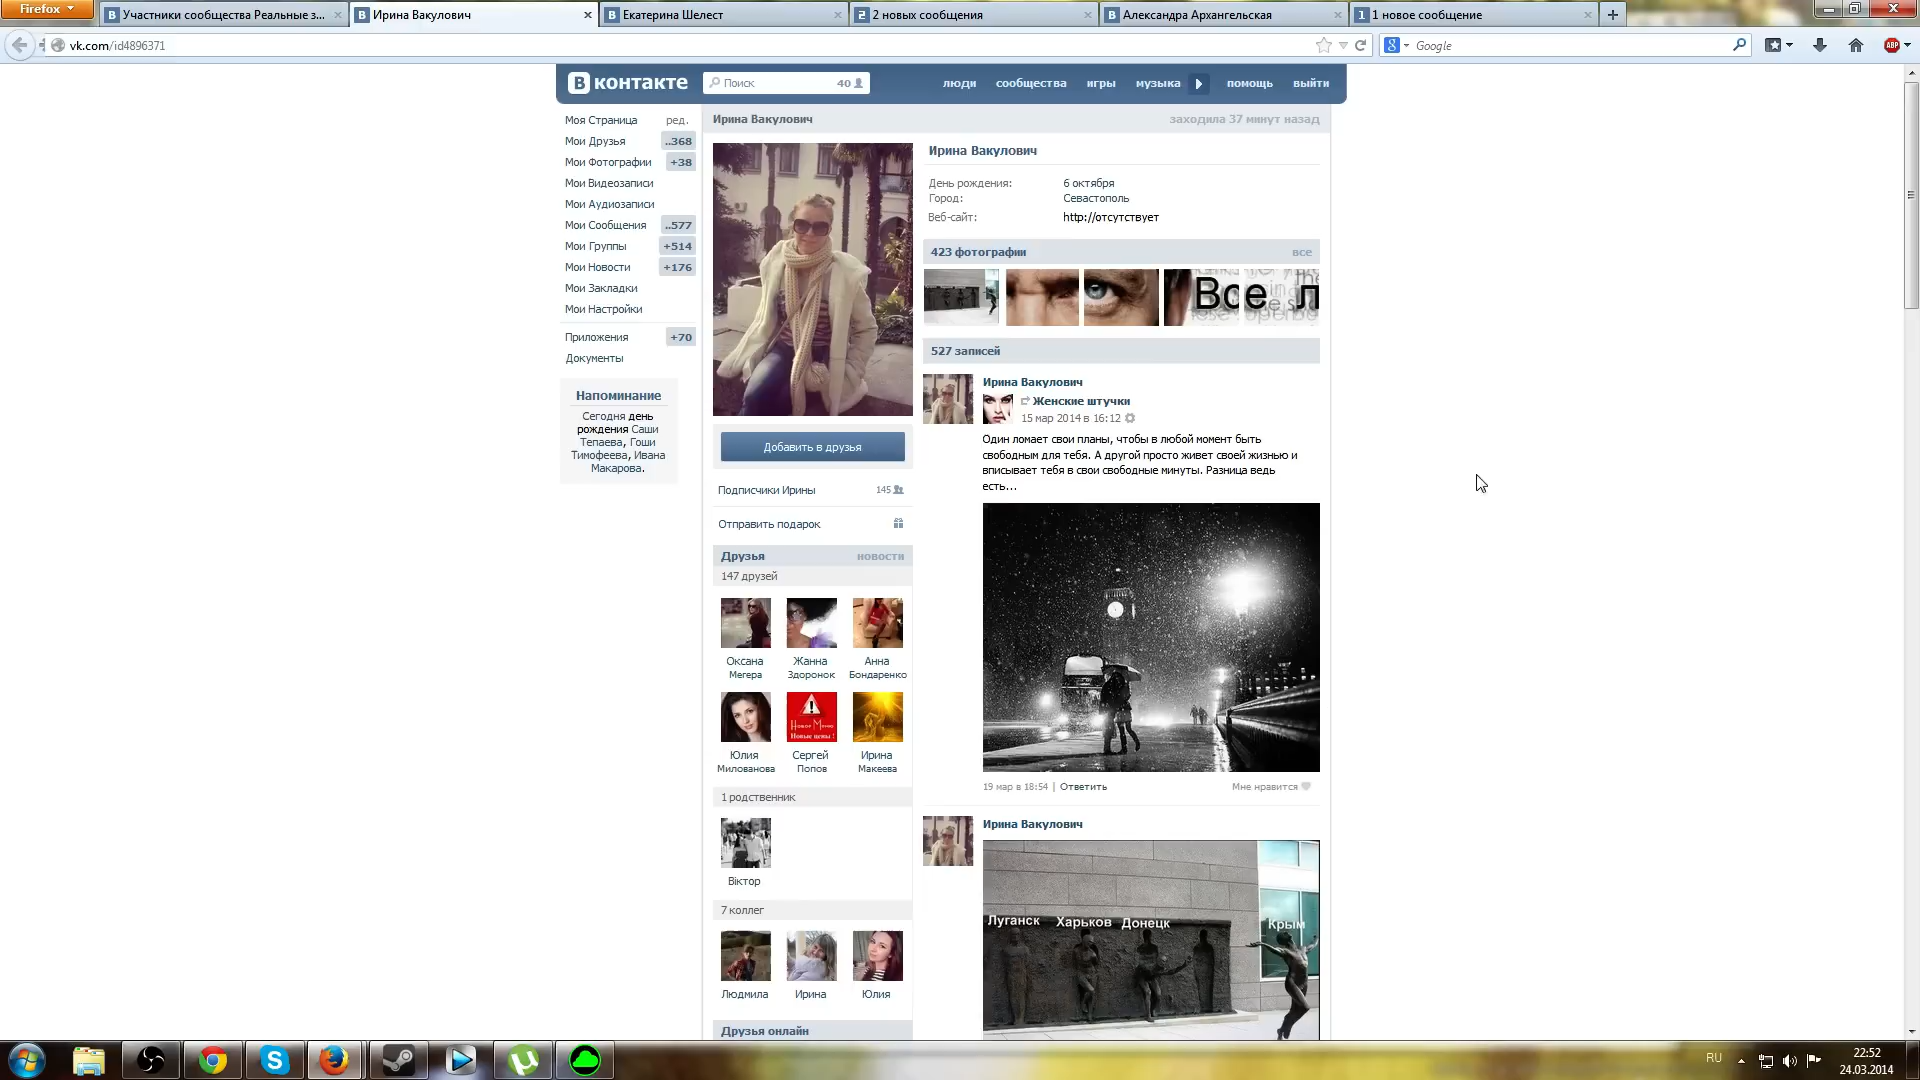 Firefox
Участники сообщества Реальные з...
Ирина Вакулович
Екатерина Шелест
2 новых сообщения
Александра Архангельская
1 новое сообщение
vk.com/id4896371
Google
ABP
В контакте
Поиск
40
люди
сообщества
игры
музыка
помощь
выйти
Моя Страница
ред.
Мои Друзья
..368
Мои Фотографии
+38
Мои Видеозаписи
Мои Аудиозаписи
Мои Сообщения
..577
Мои Группы
+514
Мои Новости
+176
Мои Закладки
Мои Настройки
Приложения
+70
Документы
Напоминание
Сегодня день
рождения Саши
Тепаева, Гоши
Тимофеева, Ивана
Макарова.
Ирина Вакулович
заходила 37 минут назад
Добавить в друзья
Подписчики Ирины
145
Отправить подарок
Друзья
новости
147 друзей
Оксана
Мегера
Жанна
Здоронок
Анна
Бондаренко
Новое Меню
Новые цены !
Юлия
Милованова
Сергей
Попов
Ирина
Макеева
1 родственник
Віктор
7 коллег
Людмила
Ирина
Юлия
Друзья онлайн
Ирина Вакулович
День рождения:
6 октября
Город:
Севастополь
Веб-сайт:
http://отсутствует
423 фотографии
все
Все л
527 записей
Ирина Вакулович
Женские штучки
15 мар 2014 в 16:12
Один ломает свои планы, чтобы в любой момент быть
свободным для тебя. А другой просто живет своей жизнью и
вписывает тебя в свои свободные минуты. Разница ведь
есть...
19 мар в 18:54 | Ответить
Мне нравится
Ирина Вакулович
Луганск
Харьков
Донецк
Крым
RU
22:52
24.03.2014